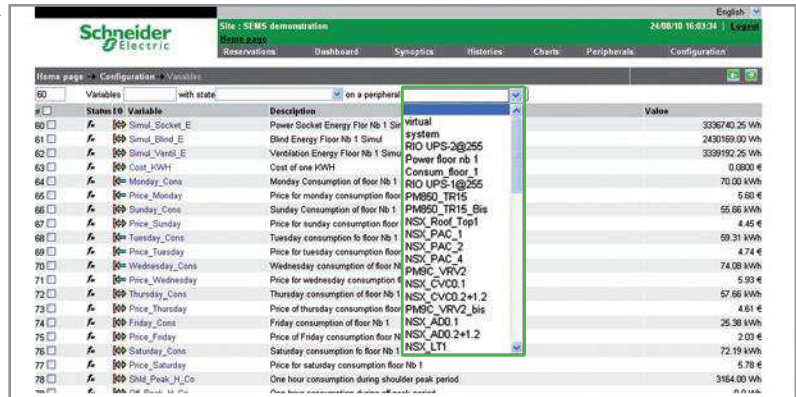 English
Schneider
Electric
Site : SEMS demonstration
24/08/10 16:03:34 | Logout
Home page
Reservations Dashboard Synoptics Histories Charts Peripherals Configuration
Home page Configuration Variables
60 Variables with state on a peripheral
# Status I/O Variable Description Value
60 Simul_Socket_E Power Socket Energy Flor Nb 1 Sim 3336740.25 Wh
61 Simul_Blind_E Blind Energy Floor Nb 1 Simul 2430169.00 Wh
62 Simul_Ventil_E Ventilation Energy Floor Nb 1 Simu 3339192.25 Wh
63 Cost_KWH Cost of one KWH 0.0800 €
64 Monday_Cons Monday Consumption of floor Nb 1 70.00 kWh
65 Price_Monday Price for monday consumption floor 5.60 €
66 Sunday_Cons Sunday Consumption of floor Nb 1 55.66 kWh
67 Price_Sunday Price for sunday consumption floor 4.45 €
68 Tuesday_Cons Tuesday consumption fo floor Nb 1 59.31 kWh
69 Price_Tuesday Price for tuesday consumption floor 4.74 €
70 Wednesday_Cons Wednesday consumption of floor N 74.08 kWh
71 Price_Wednesday Price for wednesday consumption f 5.93 €
72 Thursday_Cons Thursday consumption of floor Nb 1 57.66 kWh
73 Price_Thursday Price of thursday consumption floor 4.61 €
74 Friday_Cons Friday consumption of floor Nb 1 25.38 kWh
75 Price_Friday Price of Friday consumption floor N 2.03 €
76 Saturday_Cons Saturday consumption fo floor Nb 1 72.19 kWh
77 Price_Saturday Price for saturday consumption floor Nb 1 5.78 €
78 Shld_Peak_H_Co One hour consumption during shoulder peak period 3164.00 Wh
virtual
system
RIO UPS-2@255
Power floor nb 1
Consum_floor_1
RIO UPS-1@255
PM850_TR15
PM850_TR15_Bis
NSX_Roof_Top1
NSX_PAC_1
NSX_PAC_2
NSX_PAC_4
PM9C_VRV2
NSX_CVC0.1
NSX_CVC0.2+1.2
PM9C_VRV2_bis
NSX_AD0.1
NSX_AD0.2+1.2
NSX_LT1